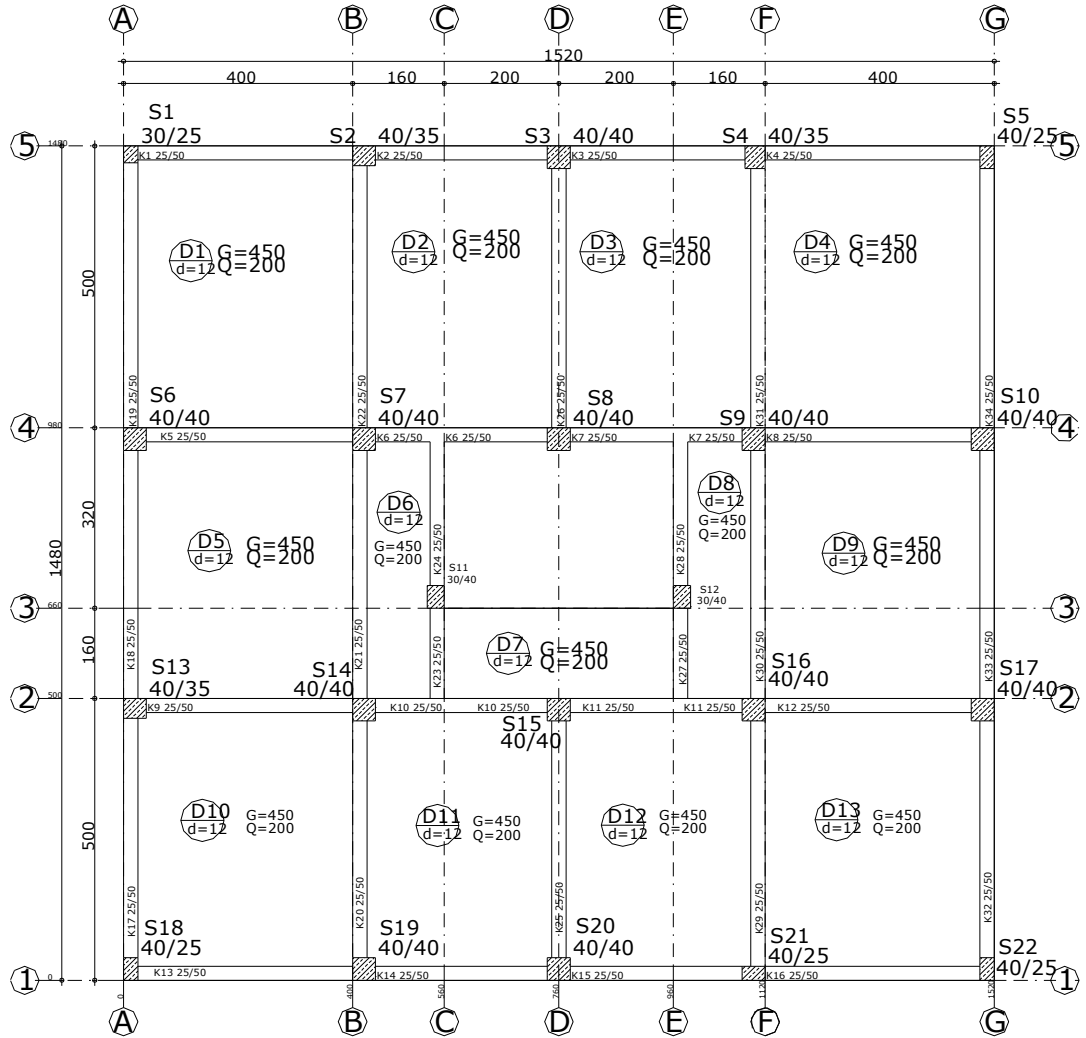 A B C D E F G
1520
400 160 200 200 160 400
S1
30/25
S2 40/35
S3 40/40
S4 40/35
S5
40/25
5 1480 5
K1 25/50 K2 25/50 K3 25/50 K4 25/50
D1
d=12
G=450
Q=200
D2
d=12
G=450
Q=200
D3
d=12
G=450
Q=200
D4
d=12
G=450
Q=200
500
K19 25/50 K22 25/50 K26 25/50 K31 25/50 K34 25/50
S6
40/40
S7
40/40
S8
40/40
S9 40/40
S10
40/40
4 980 4
K5 25/50 K6 25/50 K6 25/50 K7 25/50 K7 25/50 K8 25/50
320
1480
D5
d=12
G=450
Q=200
D6
d=12
G=450
Q=200
D8
d=12
G=450
Q=200
D9
d=12
G=450
Q=200
K24 25/50 K28 25/50
S11
30/40
S12
30/40
3 660 3
160
K18 25/50 K21 25/50 K23 25/50 K27 25/50 K30 25/50 K33 25/50
D7
d=12
G=450
Q=200
S13
40/35
S14
40/40
S16
40/40
S17
40/40
2 500 2
K9 25/50 K10 25/50 K10 25/50 K11 25/50 K11 25/50 K12 25/50
S15
40/40
500
D10
d=12
G=450
Q=200
D11
d=12
G=450
Q=200
D12
d=12
G=450
Q=200
D13
d=12
G=450
Q=200
K17 25/50 K20 25/50 K25 25/50 K29 25/50 K32 25/50
S18
40/25
S19
40/40
S20
40/40
S21
40/25
S22
40/25
K13 25/50 K14 25/50 K15 25/50 K16 25/50
1 0 1
0 400 560 760 960 1120 1520
A B C D E F G